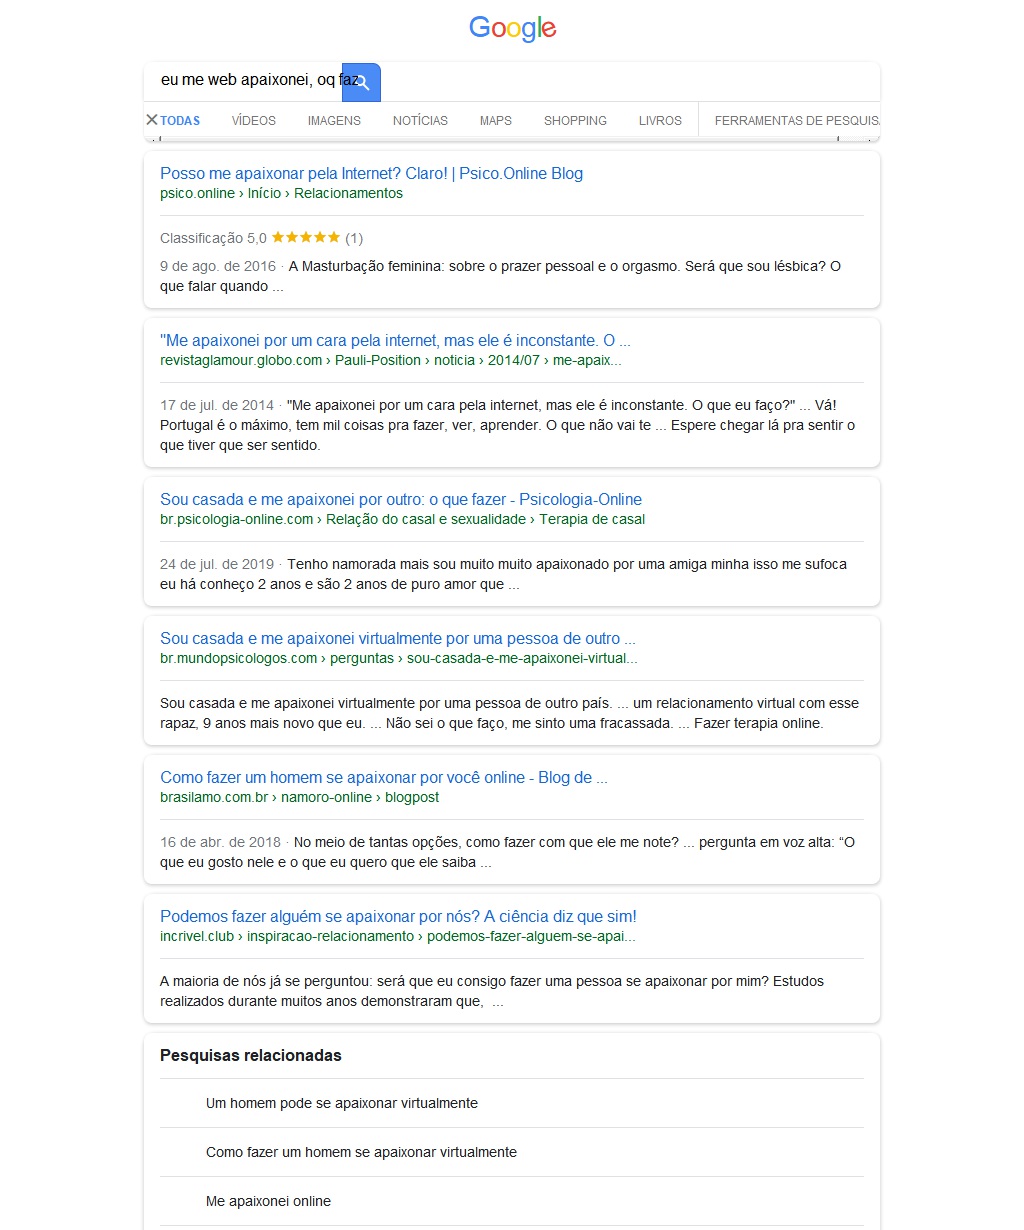 Google
eu me web apaixonei, oq faz
TODAS VÍDEOS IMAGENS NOTÍCIAS MAPS SHOPPING LIVROS FERRAMENTAS DE PESQUISA
Posso me apaixonar pela Internet? Claro! | Psico.Online Blog
psico.online › Início › Relacionamentos
Classificação 5,0 ★★★★★ (1)
9 de ago. de 2016 · A Masturbação feminina: sobre o prazer pessoal e o orgasmo. Será que sou lésbica? O
que falar quando ...
"Me apaixonei por um cara pela internet, mas ele é inconstante. O ...
revistaglamour.globo.com › Pauli-Position › noticia › 2014/07 › me-apaix...
17 de jul. de 2014 · "Me apaixonei por um cara pela internet, mas ele é inconstante. O que eu faço?" ... Vá!
Portugal é o máximo, tem mil coisas pra fazer, ver, aprender. O que não vai te ... Espere chegar lá pra sentir o
que tiver que ser sentido.
Sou casada e me apaixonei por outro: o que fazer - Psicologia-Online
br.psicologia-online.com › Relação do casal e sexualidade › Terapia de casal
24 de jul. de 2019 · Tenho namorada mais sou muito muito apaixonado por uma amiga minha isso me sufoca
eu há conheço 2 anos e são 2 anos de puro amor que ...
Sou casada e me apaixonei virtualmente por uma pessoa de outro ...
br.mundopsicologos.com › perguntas › sou-casada-e-me-apaixonei-virtual...
Sou casada e me apaixonei virtualmente por uma pessoa de outro país. ... um relacionamento virtual com esse
rapaz, 9 anos mais novo que eu. ... Não sei o que faço, me sinto uma fracassada. ... Fazer terapia online.
Como fazer um homem se apaixonar por você online - Blog de ...
brasilamo.com.br › namoro-online › blogpost
16 de abr. de 2018 · No meio de tantas opções, como fazer com que ele me note? ... pergunta em voz alta: “O
que eu gosto nele e o que eu quero que ele saiba ...
Podemos fazer alguém se apaixonar por nós? A ciência diz que sim!
incrivel.club › inspiracao-relacionamento › podemos-fazer-alguem-se-apai...
A maioria de nós já se perguntou: será que eu consigo fazer uma pessoa se apaixonar por mim? Estudos
realizados durante muitos anos demonstraram que, ...
Pesquisas relacionadas
Um homem pode se apaixonar virtualmente
Como fazer um homem se apaixonar virtualmente
Me apaixonei online